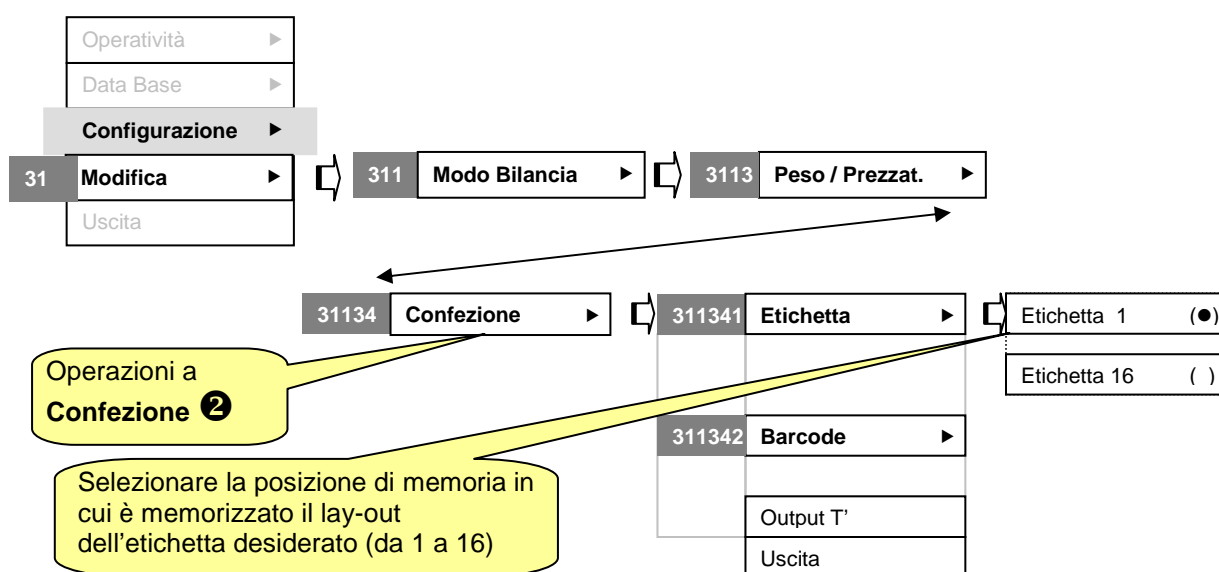 Operatività
Data Base
Configurazione
31 Modifica
311 Modo Bilancia
3113 Peso / Prezzat.
Uscita
31134 Confezione
311341 Etichetta
Etichetta 1 (●)
Etichetta 16 ( )
Operazioni a
Confezione ❷
311342 Barcode
Selezionare la posizione di memoria in
cui è memorizzato il lay-out
dell'etichetta desiderato (da 1 a 16)
Output T'
Uscita